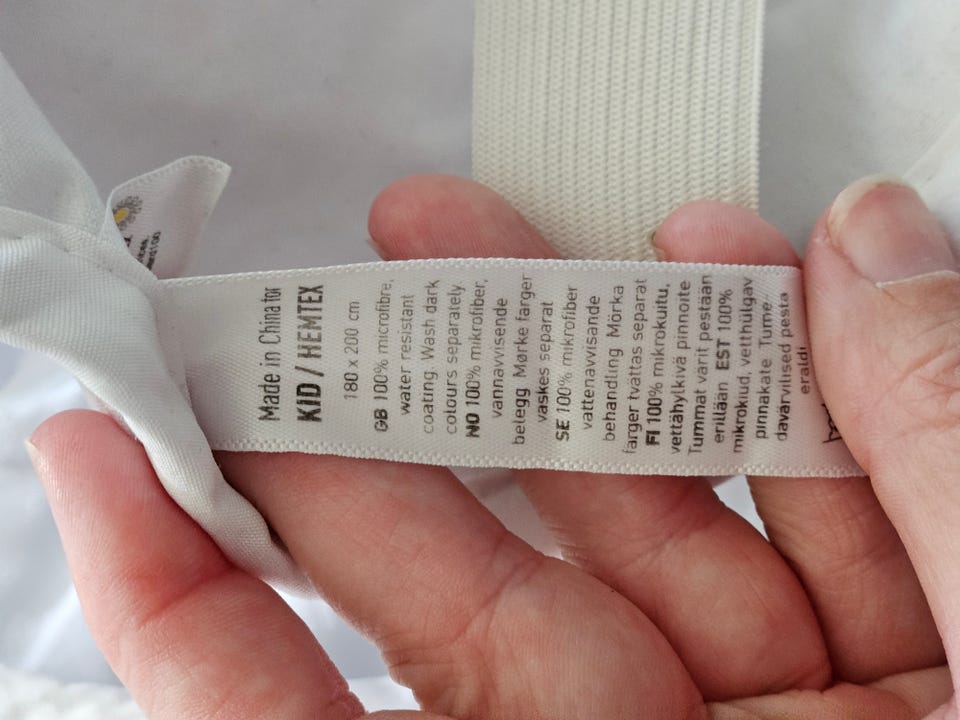 Made in China for
KID / HEMTEX
180 x 200 cm
GB 100% microfibre,
water resistant
coating. Wash dark
colours separately
NO 100% mikrofiber,
vannavvisende
belegg Mørke farger
vaskes separat
SE 100% mikrofiber
vattenavvisande
behandling Mörka
farger tvättas separat
FI 100% mikrokuitu,
vettähylkivä pinnoite
Tummat värit pestään
erillään EST 100%
mikrokiud, vetthülgav
pinnakate Tume-
davärvilised pesta
eraldi